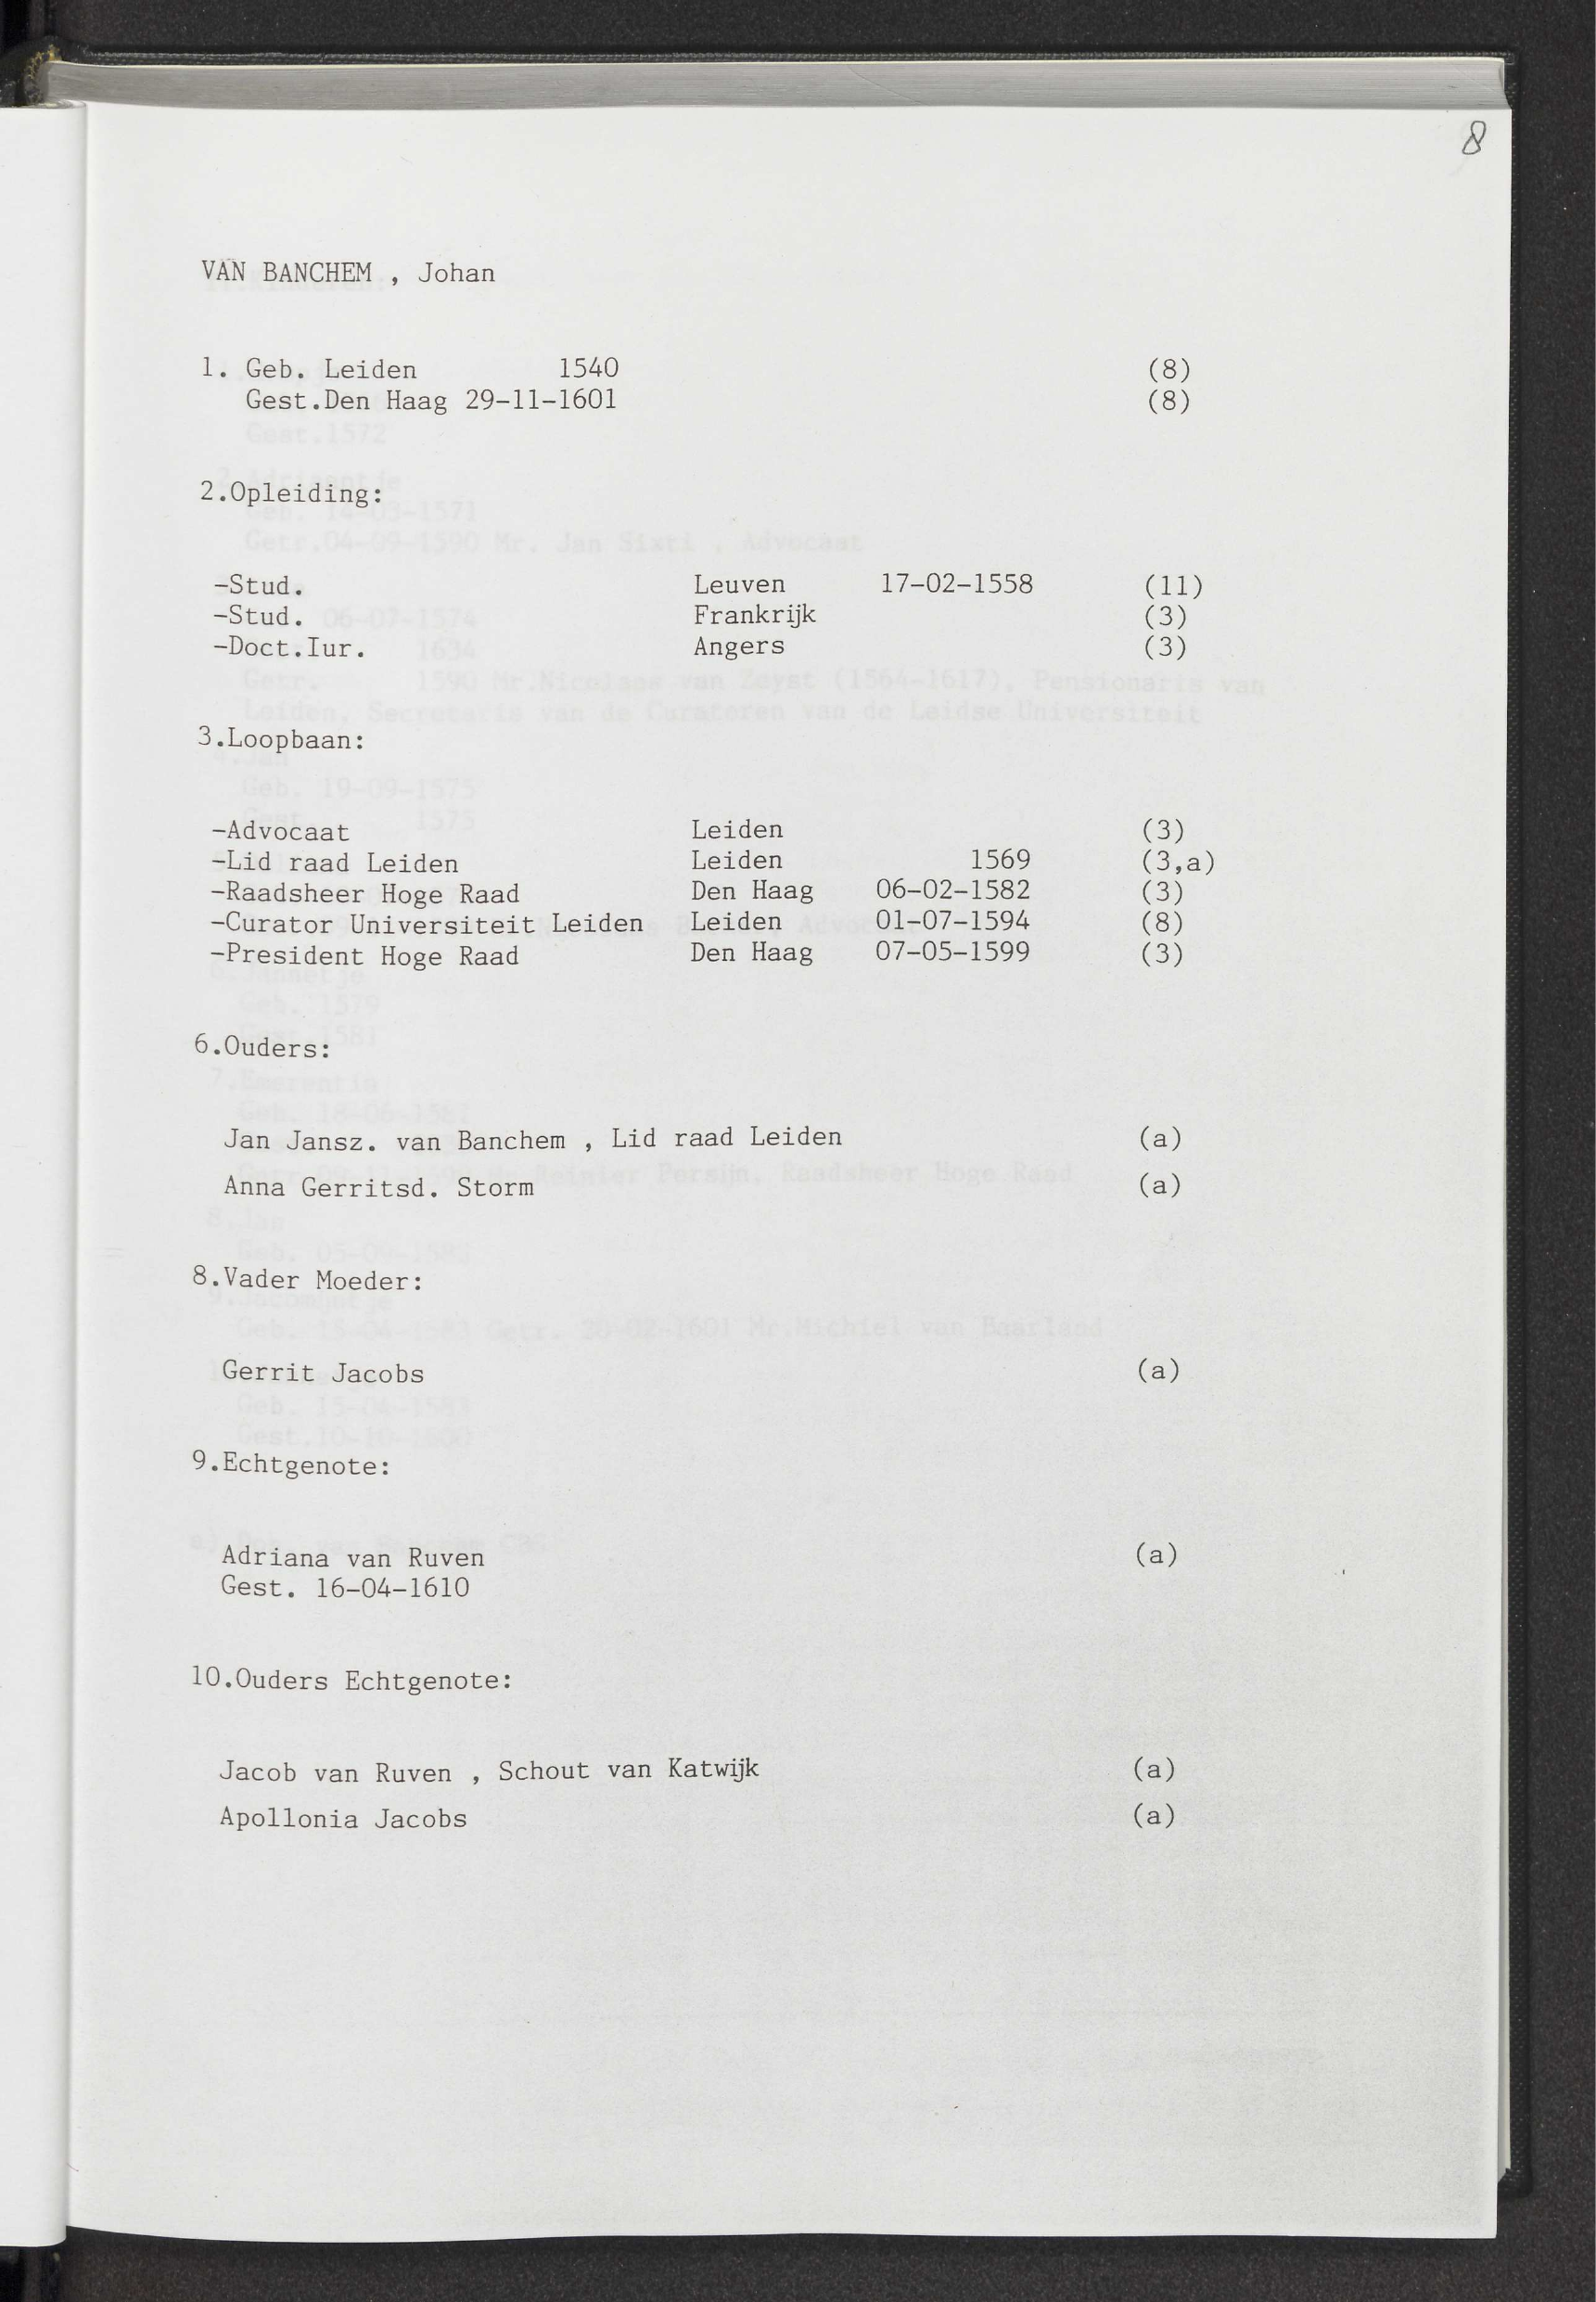 8
VAN BANCHEM , Johan
1. Geb. Leiden 1540 (8)
Gest.Den Haag 29-11-1601 (8)
2.Opleiding:
-Stud. Leuven 17-02-1558 (11)
-Stud. Frankrijk (3)
-Doct.Iur. Angers (3)
3.Loopbaan:
-Advocaat Leiden (3)
-Lid raad Leiden Leiden 1569 (3,a)
-Raadsheer Hoge Raad Den Haag 06-02-1582 (3)
-Curator Universiteit Leiden Leiden 01-07-1594 (8)
-President Hoge Raad Den Haag 07-05-1599 (3)
6.Ouders:
Jan Jansz. van Banchem , Lid raad Leiden (a)
Anna Gerritsd. Storm (a)
8.Vader Moeder:
Gerrit Jacobs (a)
9.Echtgenote:
Adriana van Ruven (a)
Gest. 16-04-1610
10.Ouders Echtgenote:
Jacob van Ruven , Schout van Katwijk (a)
Apollonia Jacobs (a)